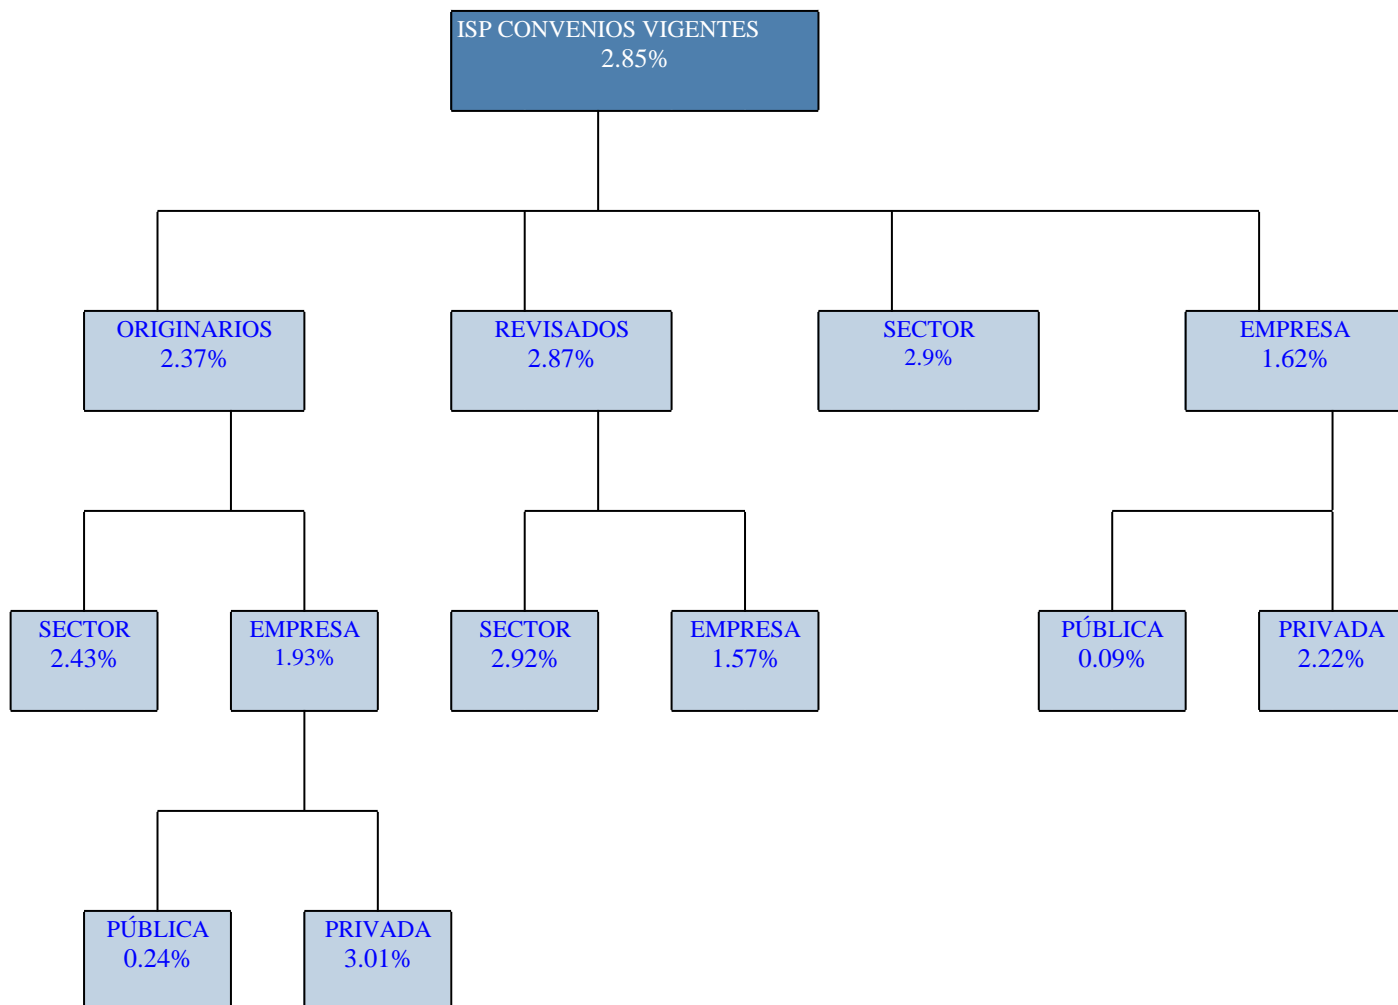 ISP CONVENIOS VIGENTES
2.85%
ORIGINARIOS
2.37%
REVISADOS
2.87%
SECTOR
2.9%
EMPRESA
1.62%
SECTOR
2.43%
EMPRESA
1.93%
SECTOR
2.92%
EMPRESA
1.57%
PÚBLICA
0.09%
PRIVADA
2.22%
PÚBLICA
0.24%
PRIVADA
3.01%